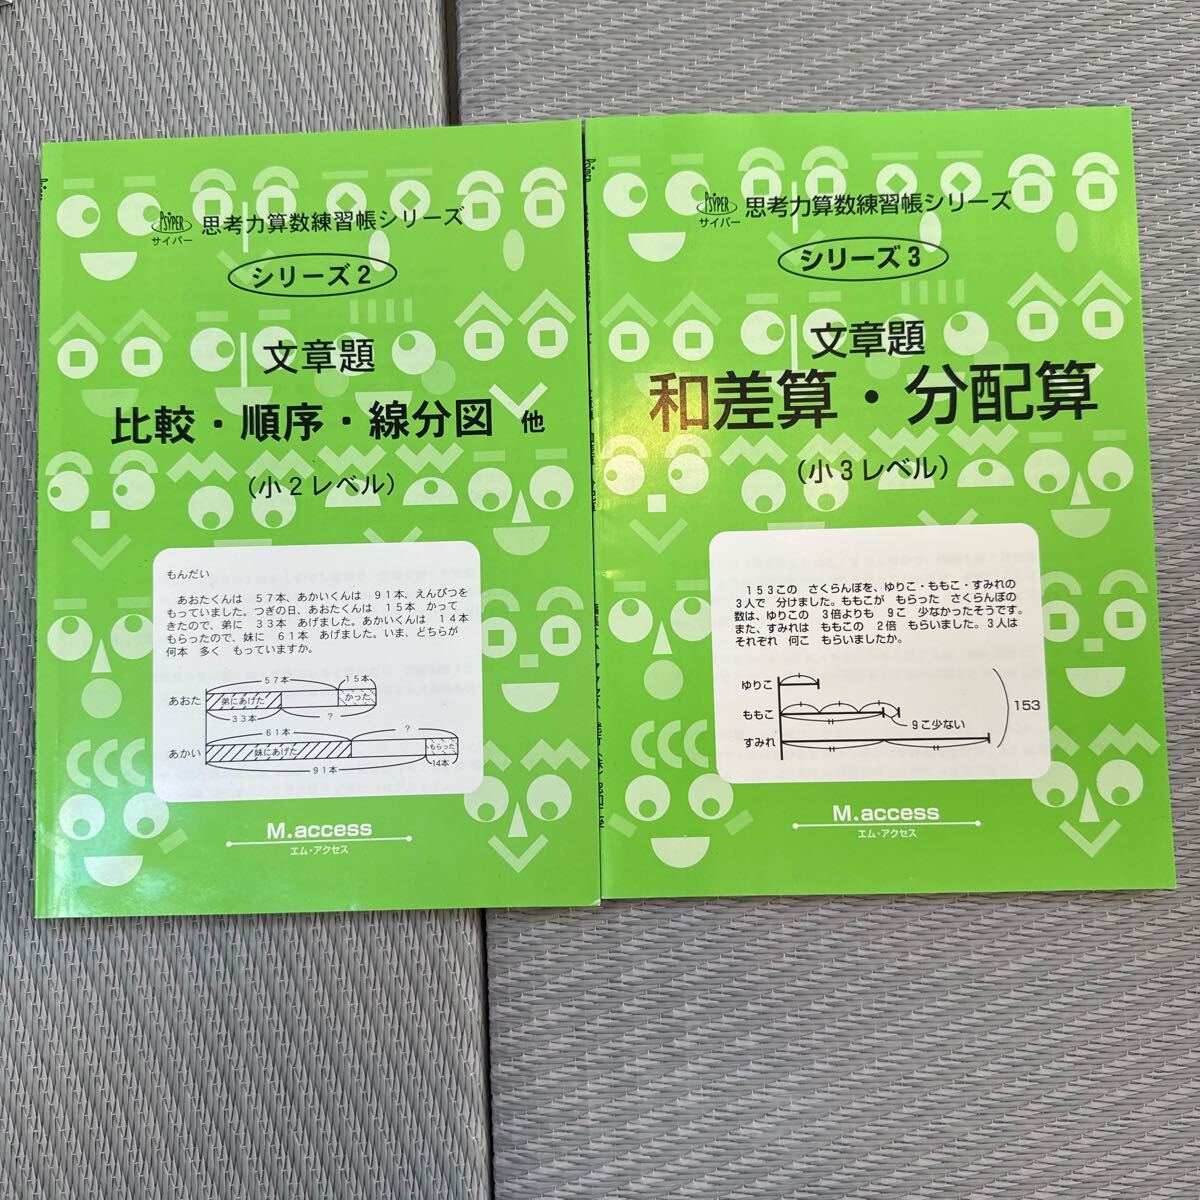 PSYPER
サイバー
思考力算数練習帳シリーズ
シリーズ2
文章題
比較・順序・線分図 他
(小2レベル)
もんだい
あおたくんは 57本、あかいくんは 91本、えんぴつを
もっていました。つぎの日、あおたくんは 15本 かって
きたので、弟に 33本 あげました。あかいくんは 14本
もらったので、妹に 61本 あげました。いま、どちらが
何本 多く もっていますか。
57本
15本
あおた
弟にあげた
かった
33本
?
61本
?
あかい
妹にあげた
もらった
91本
14本
M.access
エム・アクセス
PSYPER
サイバー
思考力算数練習帳シリーズ
シリーズ3
文章題
和差算・分配算
(小3レベル)
153この さくらんぼを、ゆりこ・ももこ・すみれの
3人で 分けました。ももこが もらった さくらんぼの
数は、ゆりこの 3倍よりも 9こ 少なかったそうです。
また、すみれは ももこの 2倍 もらいました。3人は
それぞれ 何こ もらいましたか。
ゆりこ
ももこ
9こ少ない
すみれ
153
M.access
エム・アクセス